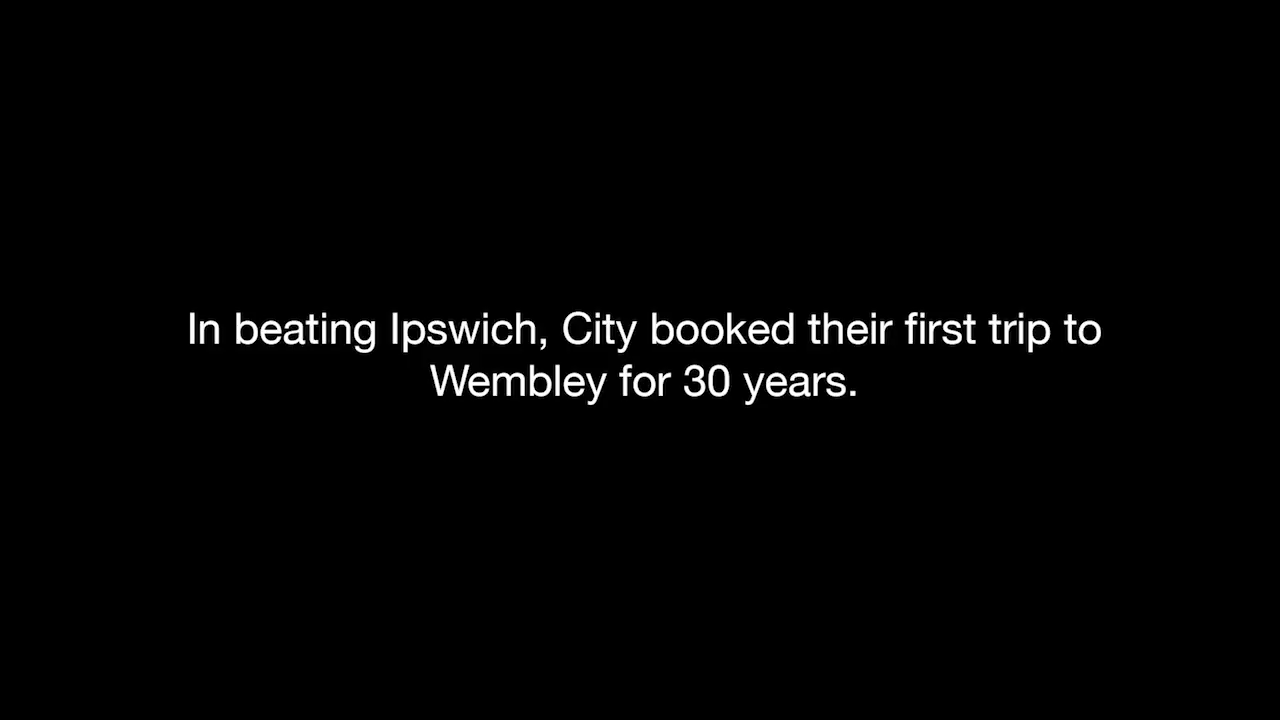 In beating Ipswich, City booked their first trip to
Wembley for 30 years.